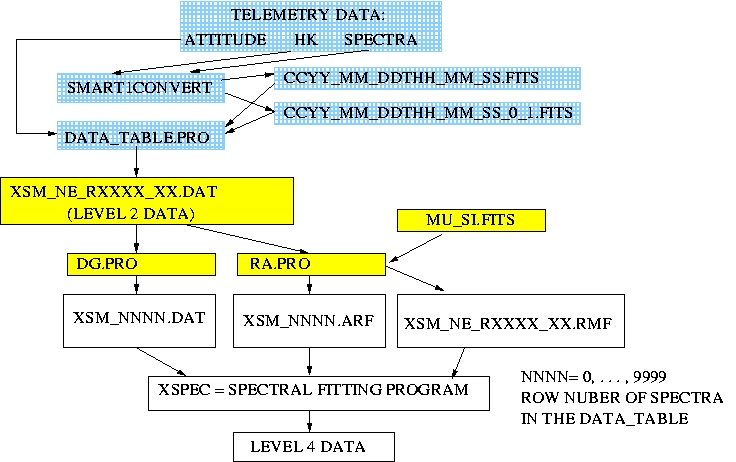 TELEMETRY DATA:
ATTITUDE HK SPECTRA
SMART1CONVERT
CCYY_MM_DDTHH_MM_SS.FITS
CCYY_MM_DDTHH_MM_SS_0_1.FITS
DATA_TABLE.PRO
XSM_NE_RXXXX_XX.DAT
(LEVEL 2 DATA)
MU_SI.FITS
DG.PRO
RA.PRO
XSM_NNNN.DAT
XSM_NNNN.ARF
XSM_NE_RXXXX_XX.RMF
XSPEC = SPECTRAL FITTING PROGRAM
NNNN= 0, . . . , 9999
ROW NUBER OF SPECTRA
IN THE DATA_TABLE
LEVEL 4 DATA